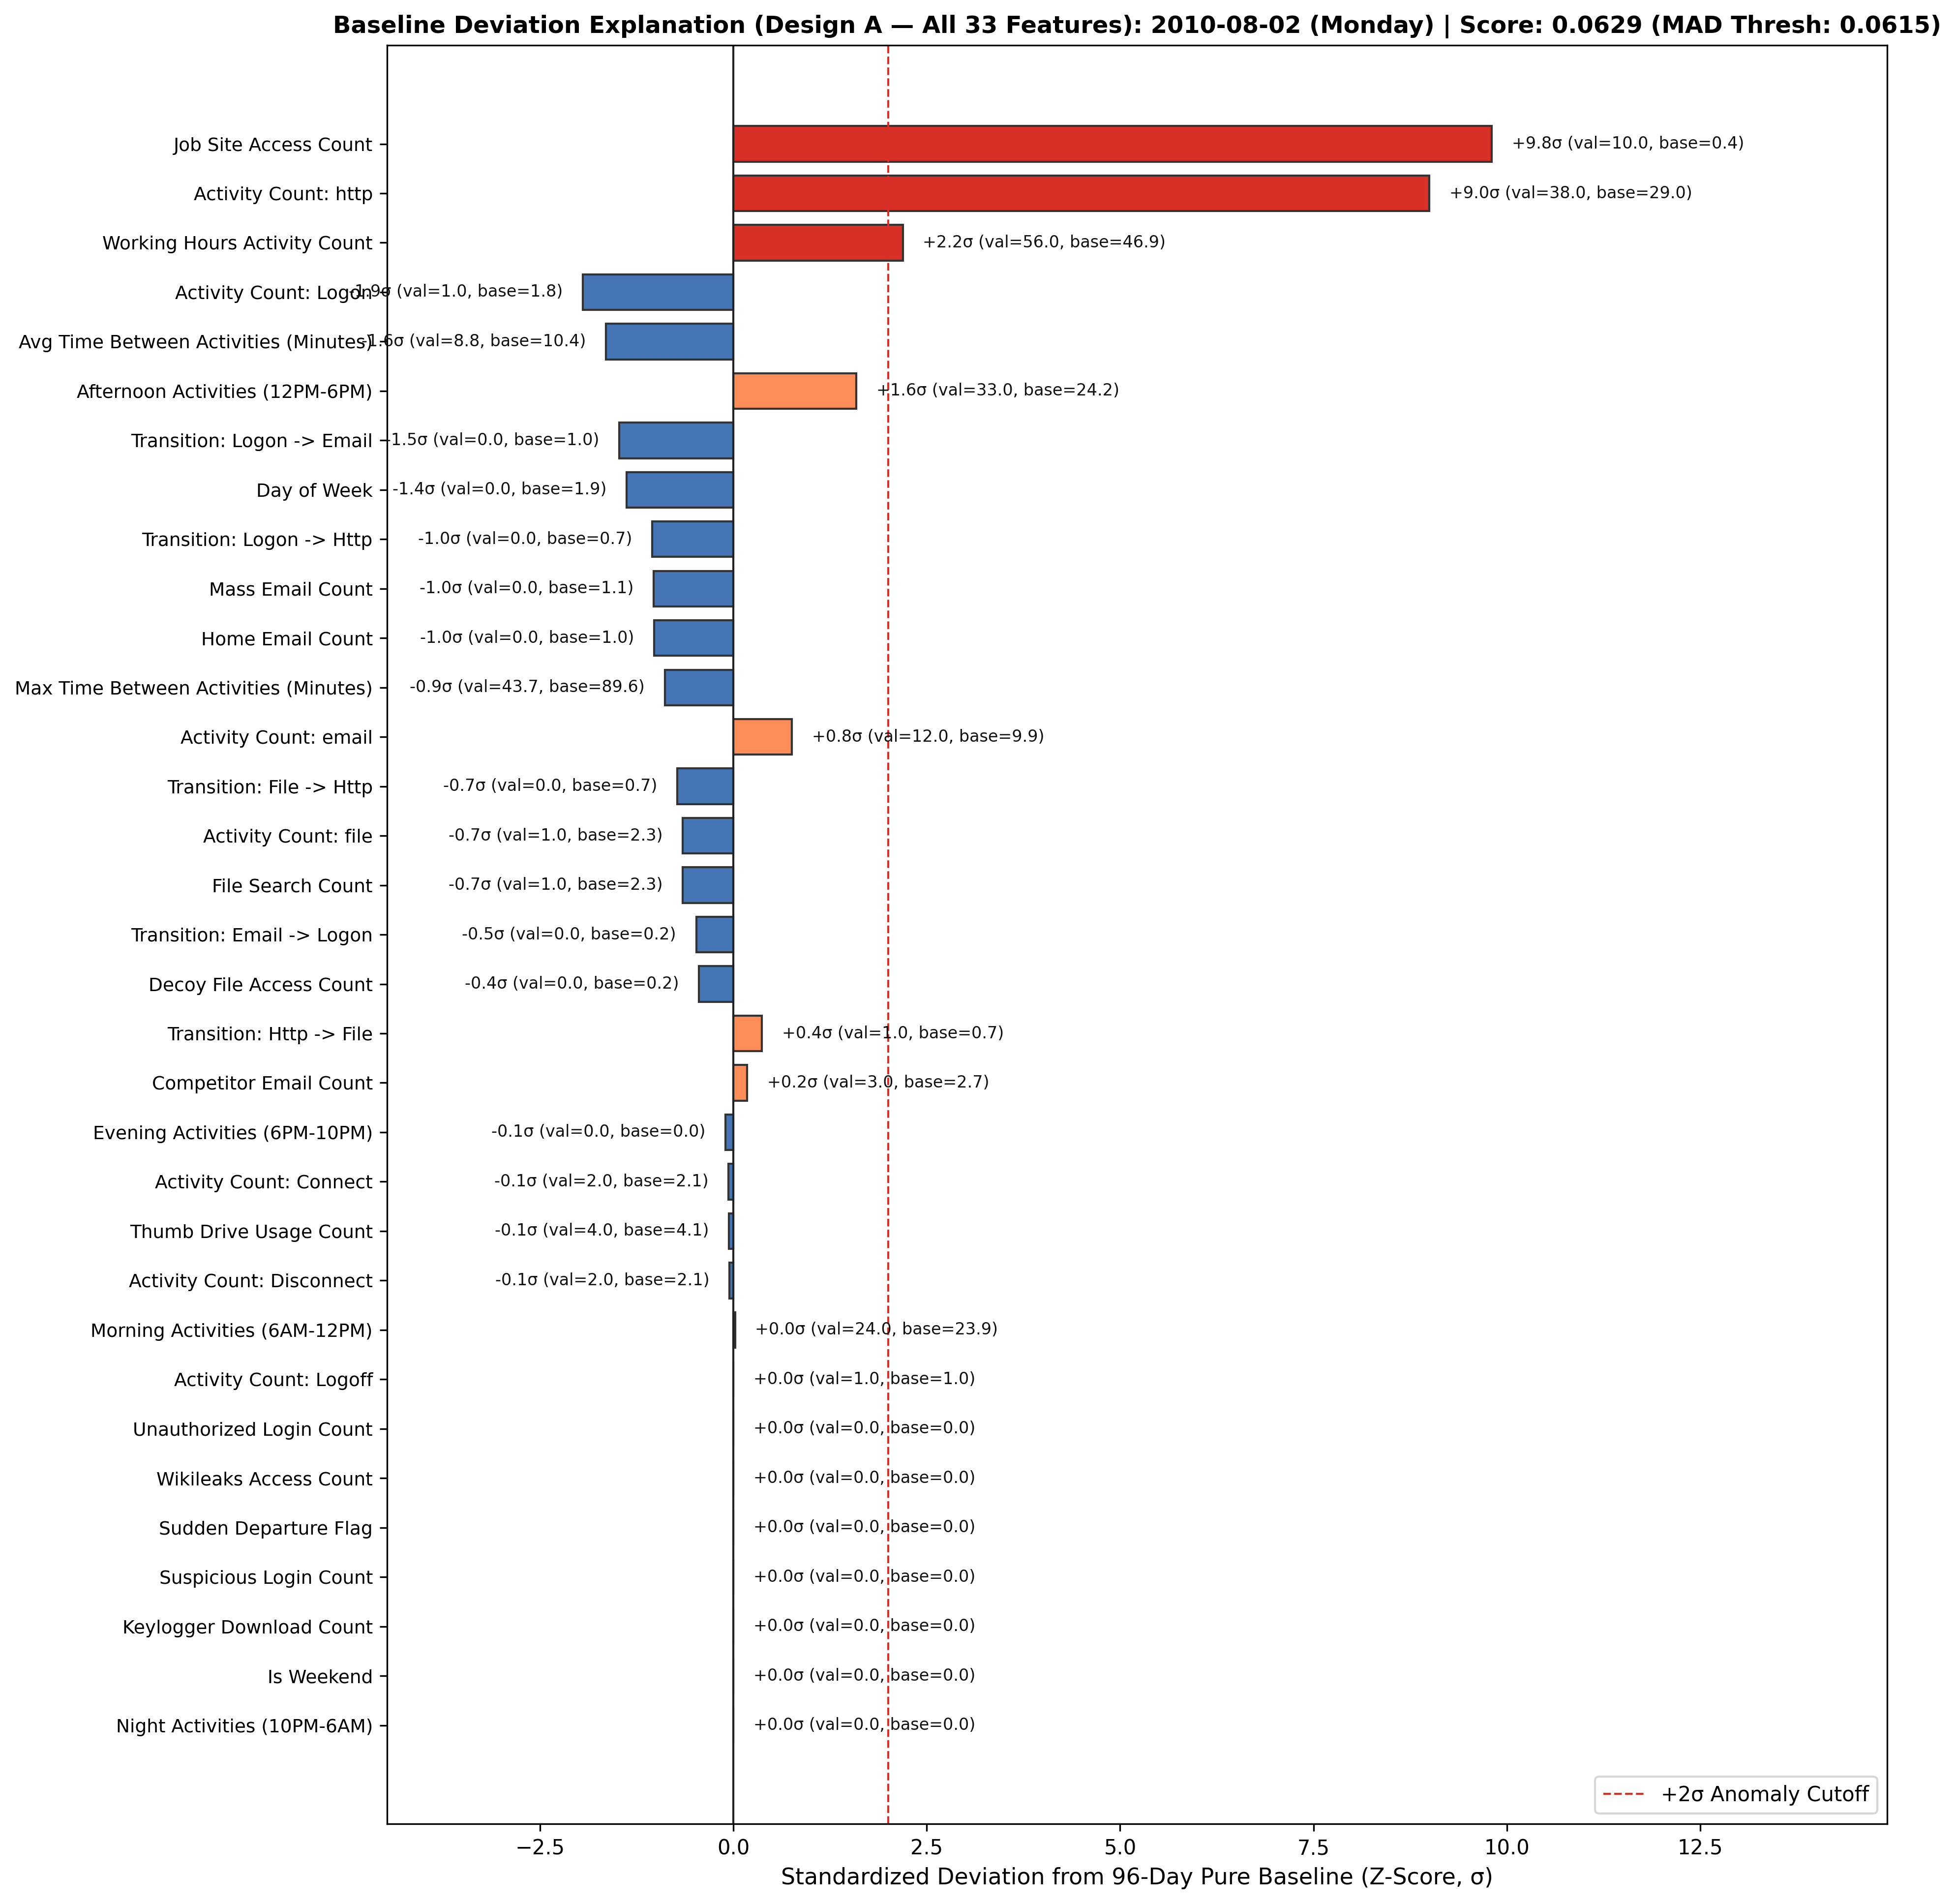 Baseline Deviation Explanation (Design A — All 33 Features): 2010-08-02 (Monday) | Score: 0.0629 (MAD Thresh: 0.0615)
Job Site Access Count +9.8σ (val=10.0, base=0.4)
Activity Count: http +9.0σ (val=38.0, base=29.0)
Working Hours Activity Count +2.2σ (val=56.0, base=46.9)
Activity Count: Logon -1.9σ (val=1.0, base=1.8)
Avg Time Between Activities (Minutes) -1.6σ (val=8.8, base=10.4)
Afternoon Activities (12PM-6PM) +1.6σ (val=33.0, base=24.2)
Transition: Logon -> Email -1.5σ (val=0.0, base=1.0)
Day of Week -1.4σ (val=0.0, base=1.9)
Transition: Logon -> Http -1.0σ (val=0.0, base=0.7)
Mass Email Count -1.0σ (val=0.0, base=1.1)
Home Email Count -1.0σ (val=0.0, base=1.0)
Max Time Between Activities (Minutes) -0.9σ (val=43.7, base=89.6)
Activity Count: email +0.8σ (val=12.0, base=9.9)
Transition: File -> Http -0.7σ (val=0.0, base=0.7)
Activity Count: file -0.7σ (val=1.0, base=2.3)
File Search Count -0.7σ (val=1.0, base=2.3)
Transition: Email -> Logon -0.5σ (val=0.0, base=0.2)
Decoy File Access Count -0.4σ (val=0.0, base=0.2)
Transition: Http -> File +0.4σ (val=1.0, base=0.7)
Competitor Email Count +0.2σ (val=3.0, base=2.7)
Evening Activities (6PM-10PM) -0.1σ (val=0.0, base=0.0)
Activity Count: Connect -0.1σ (val=2.0, base=2.1)
Thumb Drive Usage Count -0.1σ (val=4.0, base=4.1)
Activity Count: Disconnect -0.1σ (val=2.0, base=2.1)
Morning Activities (6AM-12PM) +0.0σ (val=24.0, base=23.9)
Activity Count: Logoff +0.0σ (val=1.0, base=1.0)
Unauthorized Login Count +0.0σ (val=0.0, base=0.0)
Wikileaks Access Count +0.0σ (val=0.0, base=0.0)
Sudden Departure Flag +0.0σ (val=0.0, base=0.0)
Suspicious Login Count +0.0σ (val=0.0, base=0.0)
Keylogger Download Count +0.0σ (val=0.0, base=0.0)
Is Weekend +0.0σ (val=0.0, base=0.0)
Night Activities (10PM-6AM) +0.0σ (val=0.0, base=0.0)
+2σ Anomaly Cutoff
−2.5 0.0 2.5 5.0 7.5 10.0 12.5
Standardized Deviation from 96-Day Pure Baseline (Z-Score, σ)